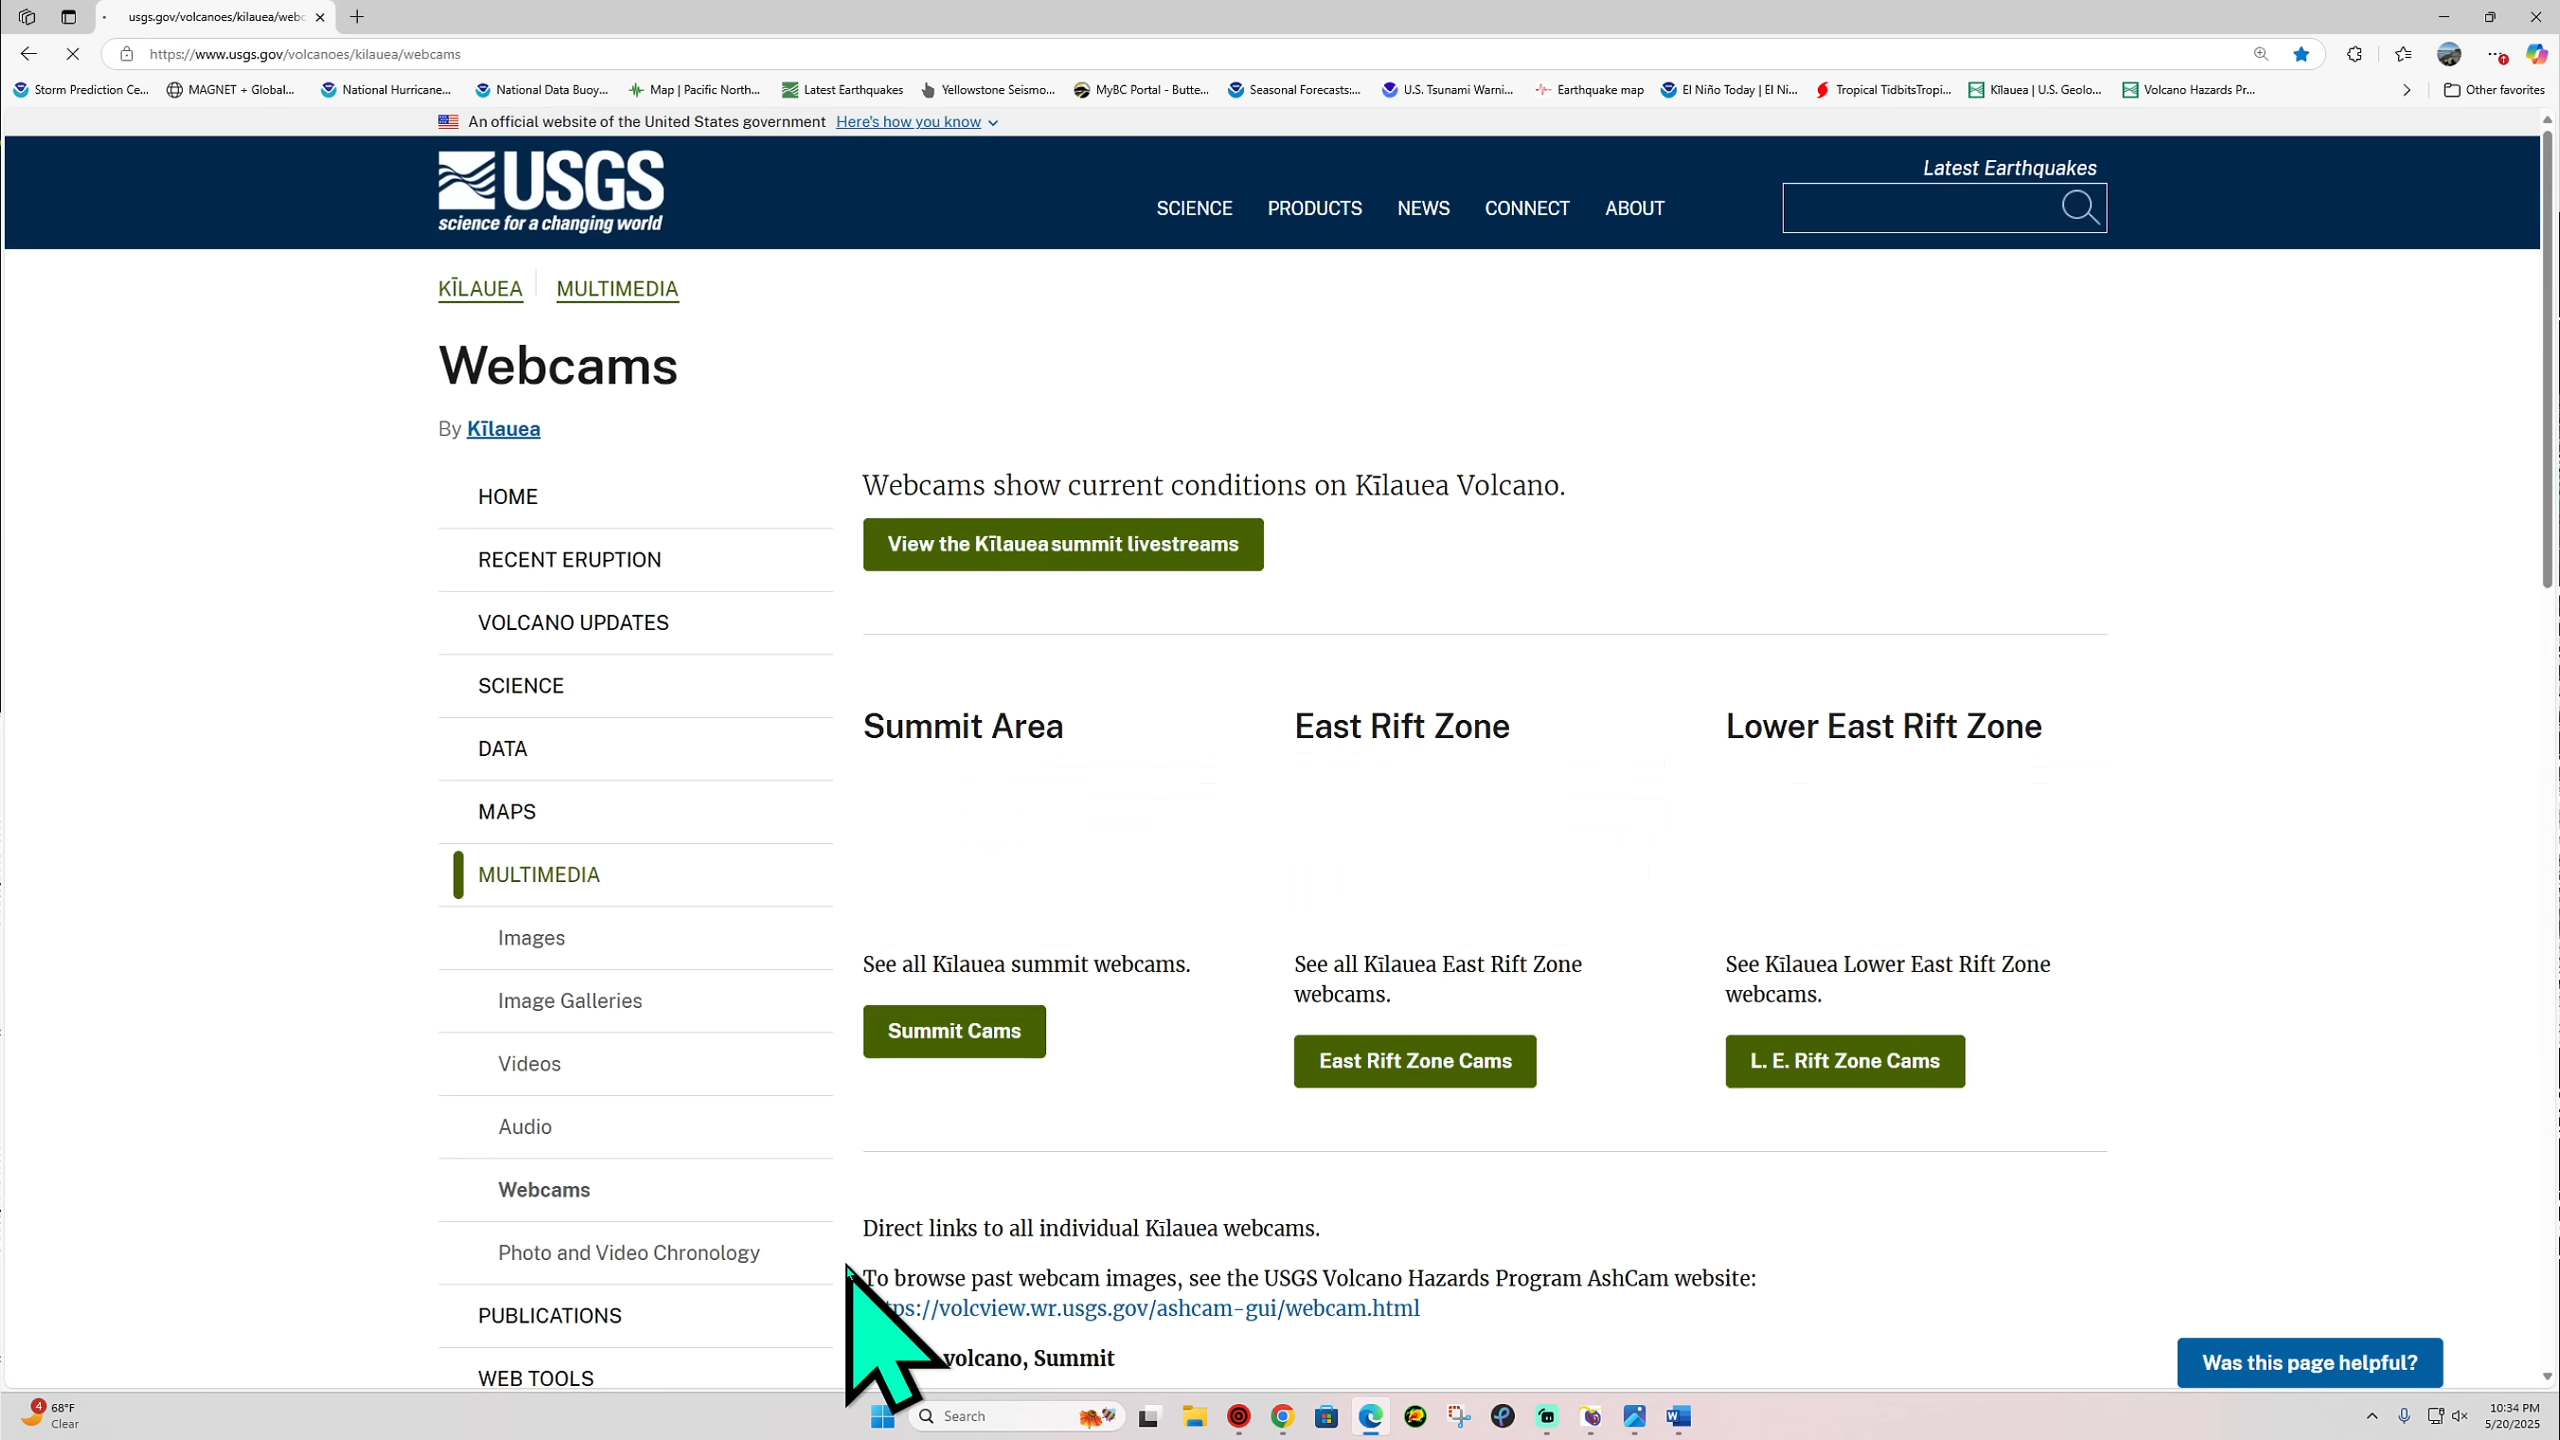 usgs.gov/volcanoes/kilauea/webc
https://www.usgs.gov/volcanoes/kilauea/webcams
Storm Prediction Ce...
MAGNET + Global...
National Hurricane...
National Data Buoy...
Map | Pacific North...
Latest Earthquakes
Yellowstone Seismo...
MyBC Portal - Butte...
Seasonal Forecasts:...
U.S. Tsunami Warni...
Earthquake map
El Niño Today | El Ni...
Tropical TidbitsTropi...
Kīlauea | U.S. Geolo...
Volcano Hazards Pr...
Other favorites
An official website of the United States government Here's how you know
USGS
science for a changing world
SCIENCE PRODUCTS NEWS CONNECT ABOUT
Latest Earthquakes
KĪLAUEA MULTIMEDIA
Webcams
By Kīlauea
HOME
RECENT ERUPTION
VOLCANO UPDATES
SCIENCE
DATA
MAPS
MULTIMEDIA
Images
Image Galleries
Videos
Audio
Webcams
Photo and Video Chronology
PUBLICATIONS
WEB TOOLS
Webcams show current conditions on Kīlauea Volcano.
View the Kīlauea summit livestreams
Summit Area
See all Kīlauea summit webcams.
Summit Cams
East Rift Zone
See all Kīlauea East Rift Zone
webcams.
East Rift Zone Cams
Lower East Rift Zone
See Kīlauea Lower East Rift Zone
webcams.
L. E. Rift Zone Cams
Direct links to all individual Kīlauea webcams.
To browse past webcam images, see the USGS Volcano Hazards Program AshCam website:
ps://volcview.wr.usgs.gov/ashcam-gui/webcam.html
volcano, Summit
Was this page helpful?
4
68°F
Clear
Search
10:34 PM
5/20/2025